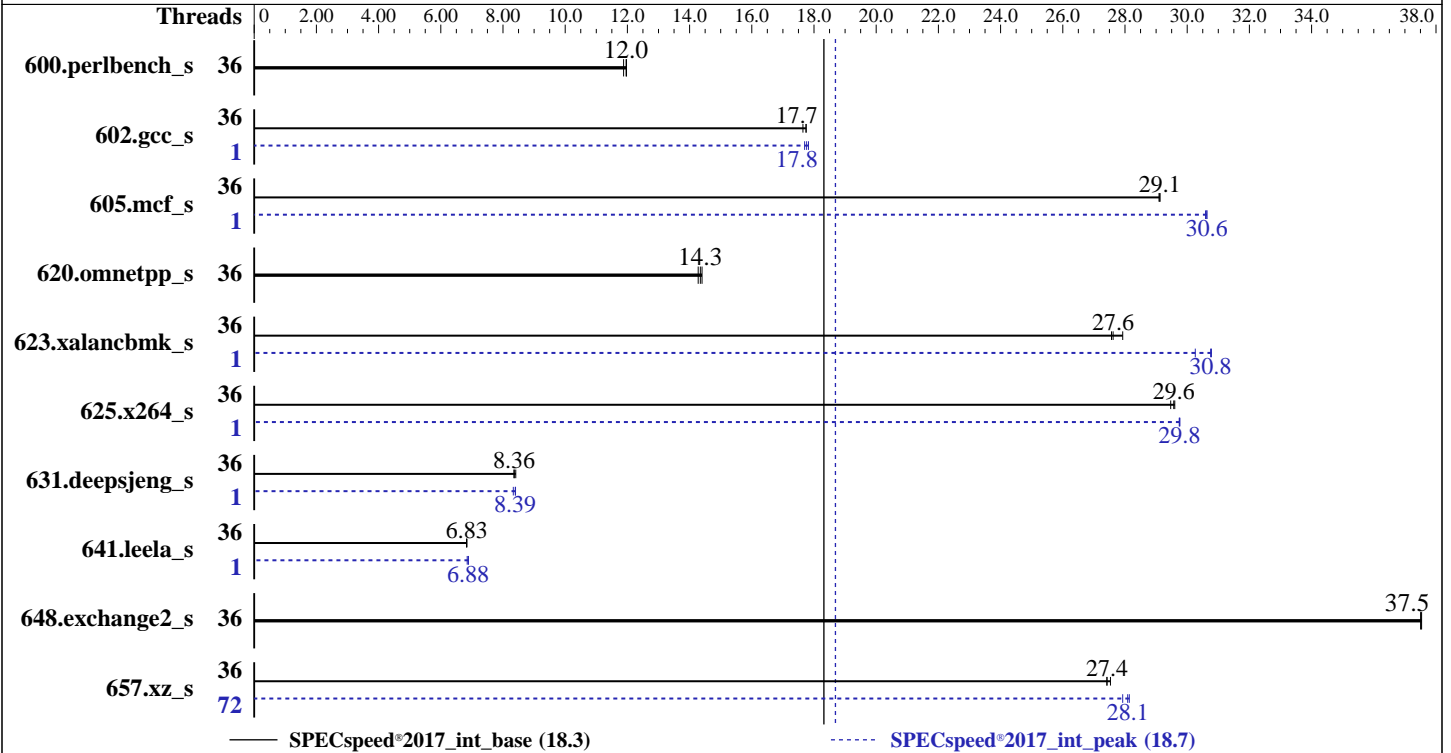 Threads 0 2.00 4.00 6.00 8.00 10.0 12.0 14.0 16.0 18.0 20.0 22.0 24.0 26.0 28.0 30.0 32.0 34.0 38.0
600.perlbench_s 36 12.0
36 17.7
602.gcc_s
1 17.8
36 29.1
605.mcf_s
1 30.6
620.omnetpp_s 36 14.3
36 27.6
623.xalancbmk_s
1 30.8
36 29.6
625.x264_s
1 29.8
36 8.36
631.deepsjeng_s
1 8.39
36 6.83
641.leela_s
1 6.88
648.exchange2_s 36 37.5
36 27.4
657.xz_s
72 28.1
SPECspeed®2017_int_base (18.3) SPECspeed®2017_int_peak (18.7)